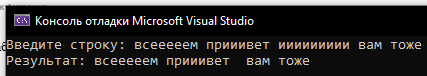 Консоль отладки Microsoft Visual Studio
Введите строку: всеееeем прииивет иииииииии вам тоже
Результат: всеееeем прииивет  вам тоже